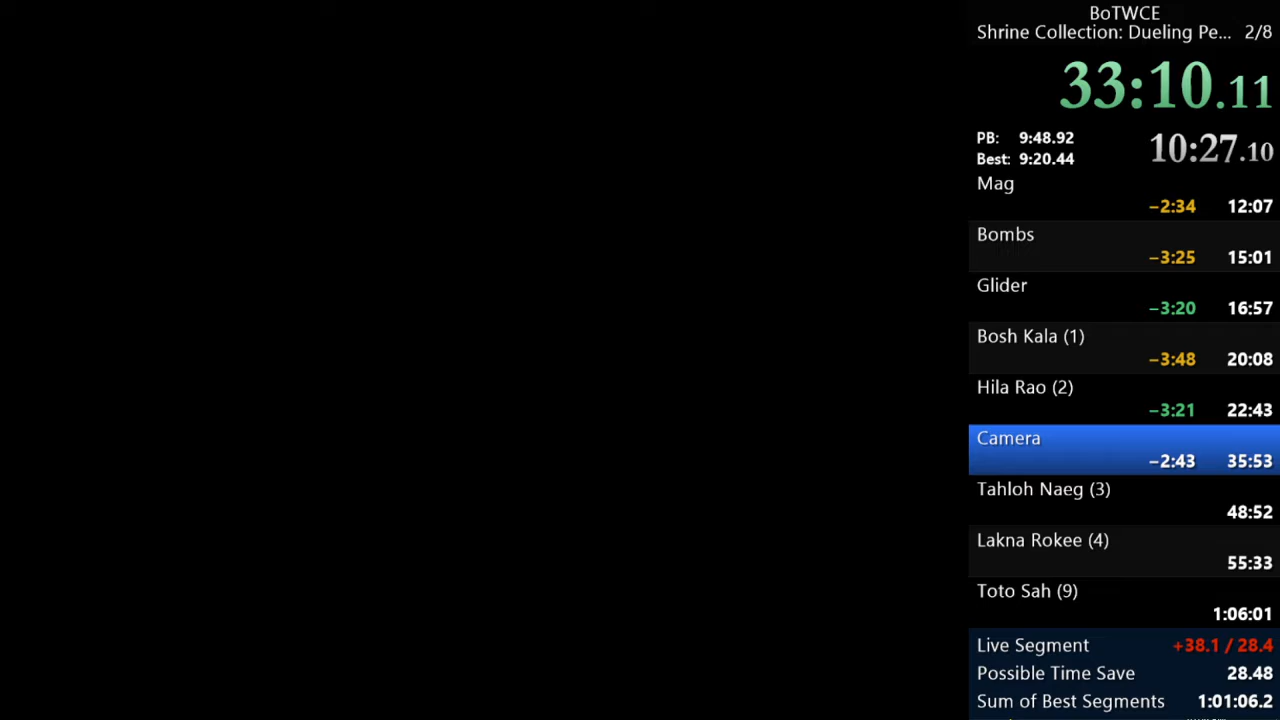 BoTWCE
Shrine Collection: Dueling Pe... 2/8
33:10.11
PB: 9:48.92
Best: 9:20.44
10:27.10
Mag
−2:34 12:07
Bombs
−3:25 15:01
Glider
−3:20 16:57
Bosh Kala (1)
−3:48 20:08
Hila Rao (2)
−3:21 22:43
Camera
−2:43 35:53
Tahloh Naeg (3)
48:52
Lakna Rokee (4)
55:33
Toto Sah (9)
1:06:01
Live Segment +38.1 / 28.4
Possible Time Save 28.48
Sum of Best Segments 1:01:06.2